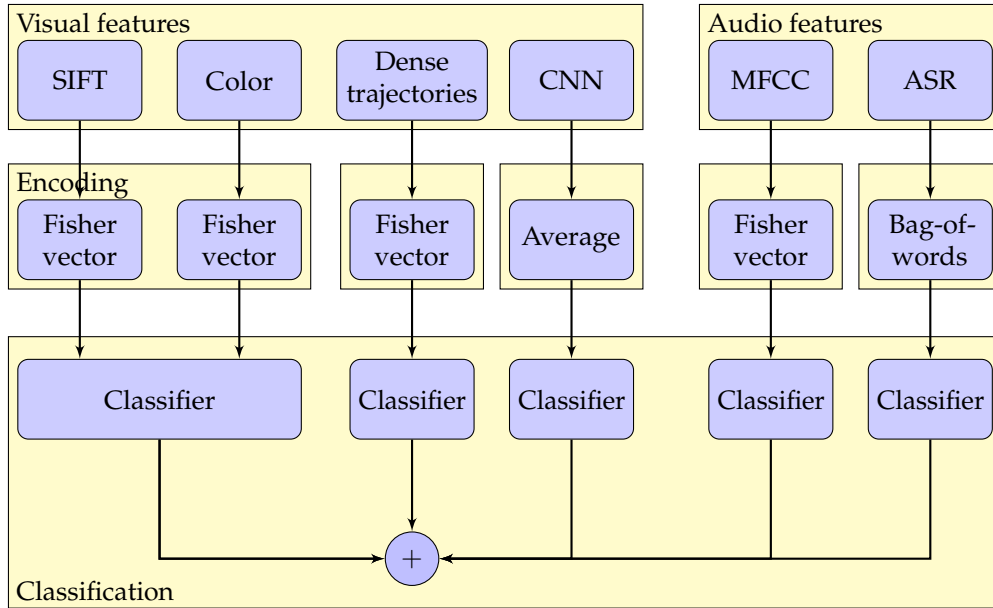 Visual features
Audio features
SIFT
Color
Dense
trajectories
CNN
MFCC
ASR
Encoding
Fisher
vector
Fisher
vector
Fisher
vector
Average
Fisher
vector
Bag-of-
words
Classifier
Classifier
Classifier
Classifier
Classifier
+
Classification